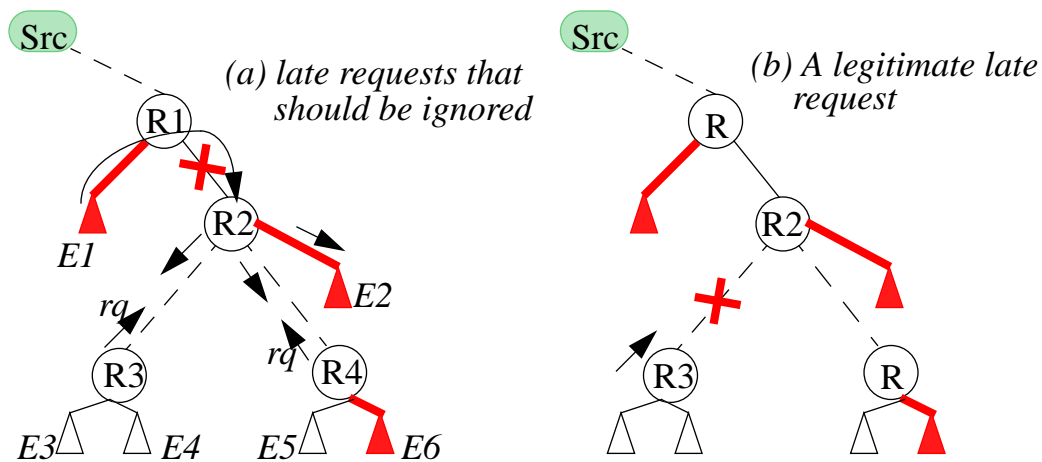 Src
(a) late requests that
should be ignored
R1
R2
E1
E2
rq
rq
R3
R4
E3
E4
E5
E6
Src
(b) A legitimate late
request
R
R2
R3
R